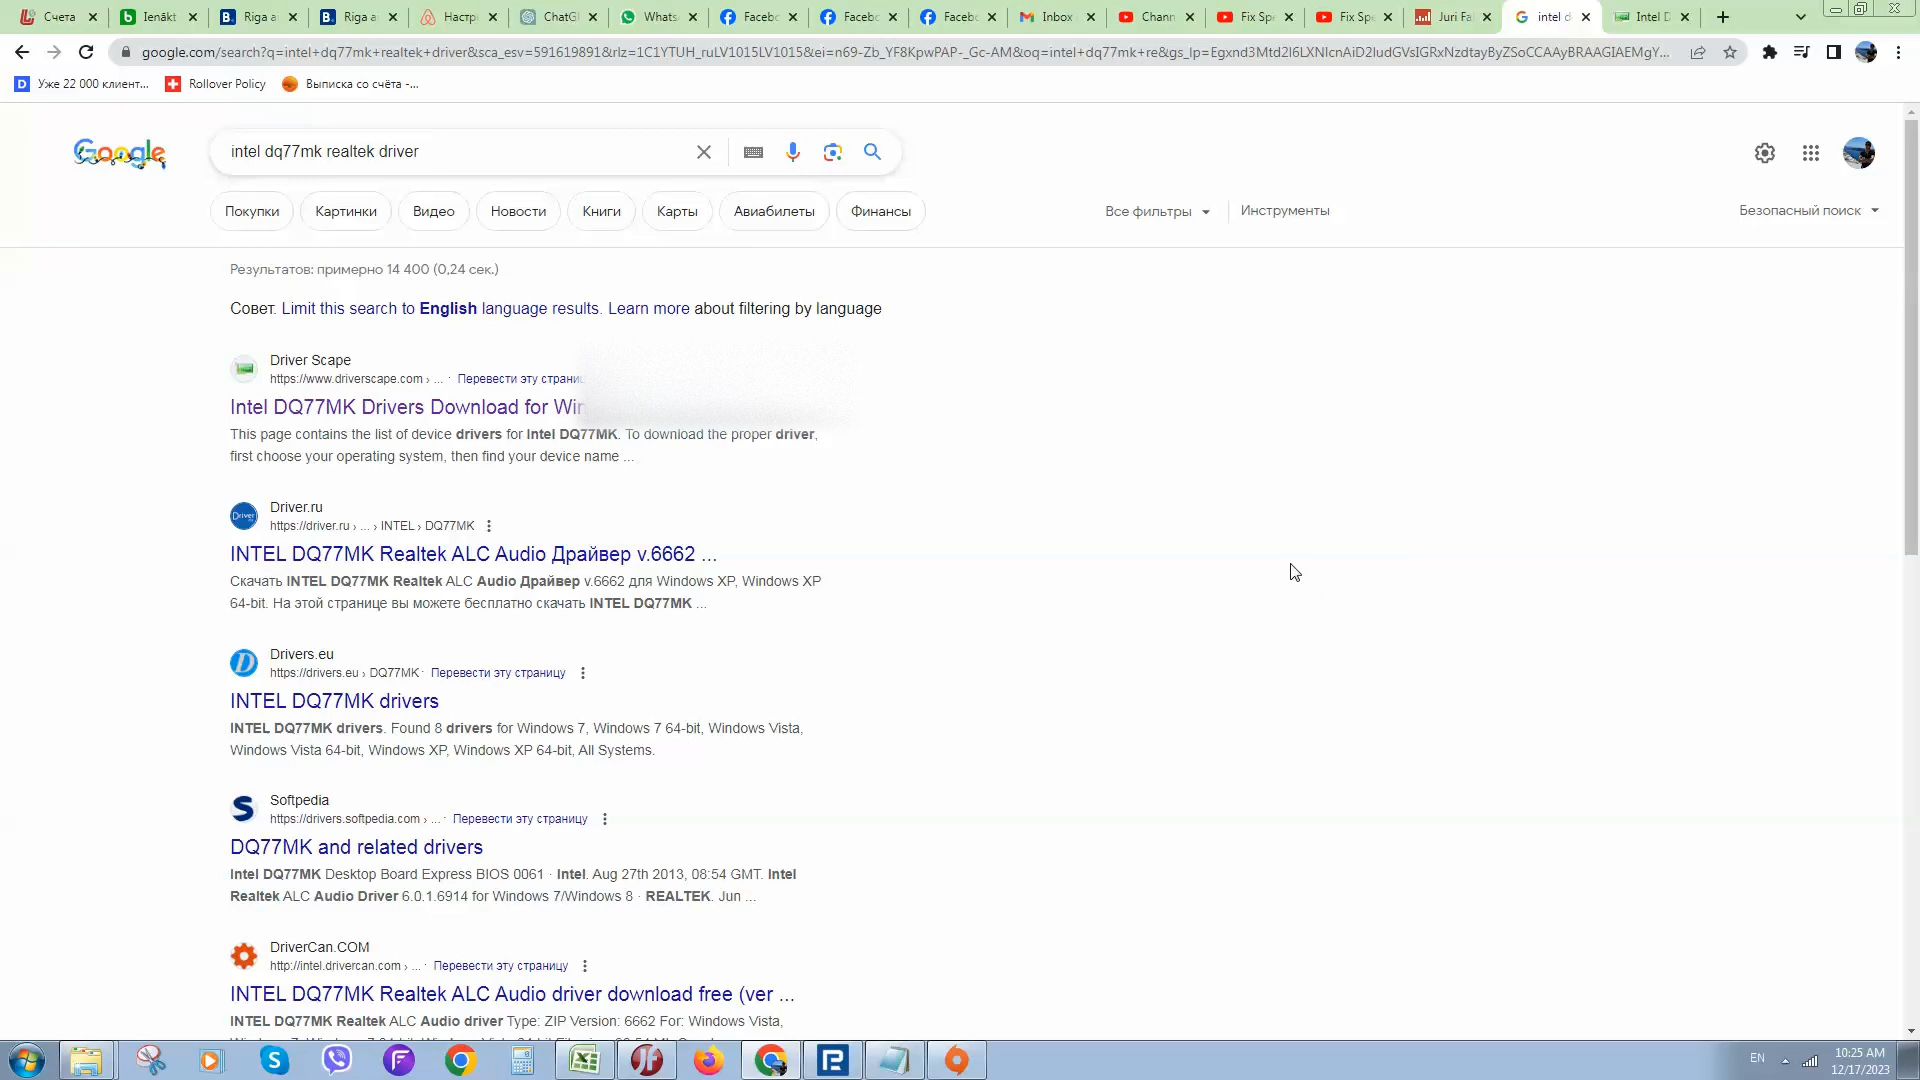 Счета
Ienākt
Riga a
Riga a
Настр
ChatG
Whats
Faceb
Faceb
Faceb
Inbox
Chann
Fix Sp
Fix Sp
Juri Fa
intel d
Intel D
google.com/search?q=intel+dq77mk+realtek+driver&sca_esv=591619891&rlz=1C1YTUH_ruLV1015LV1015&ei=n69-Zb_YF8KpwPAP-_Gc-AM&oq=intel+dq77mk+re&gs_lp=Egxnd3Mtd2l6LXNlcnAiD2ludGVsIGRxNzdtayByZSoCCAAyBRAAGIAEMgY...
Уже 22 000 клиент...
Rollover Policy
Выписка со счёта -...
Google
intel dq77mk realtek driver
Покупки
Картинки
Видео
Новости
Книги
Карты
Авиабилеты
Финансы
Все фильтры
Инструменты
Безопасный поиск
Результатов: примерно 14 400 (0,24 сек.)
Совет. Limit this search to English language results. Learn more about filtering by language
Driver Scape
https://www.driverscape.com › ... · Перевести эту страниц
Intel DQ77MK Drivers Download for Win
This page contains the list of device drivers for Intel DQ77MK. To download the proper driver,
first choose your operating system, then find your device name ...
Driver.ru
https://driver.ru › ... › INTEL › DQ77MK
INTEL DQ77MK Realtek ALC Audio Драйвер v.6662 ...
Скачать INTEL DQ77MK Realtek ALC Audio Драйвер v.6662 для Windows XP, Windows XP
64-bit. На этой странице вы можете бесплатно скачать INTEL DQ77MK ...
Drivers.eu
https://drivers.eu › DQ77MK · Перевести эту страницу
INTEL DQ77MK drivers
INTEL DQ77MK drivers. Found 8 drivers for Windows 7, Windows 7 64-bit, Windows Vista,
Windows Vista 64-bit, Windows XP, Windows XP 64-bit, All Systems.
Softpedia
https://drivers.softpedia.com › ... · Перевести эту страницу
DQ77MK and related drivers
Intel DQ77MK Desktop Board Express BIOS 0061 · Intel. Aug 27th 2013, 08:54 GMT. Intel
Realtek ALC Audio Driver 6.0.1.6914 for Windows 7/Windows 8 · REALTEK. Jun ...
DriverCan.COM
http://intel.drivercan.com › ... · Перевести эту страницу
INTEL DQ77MK Realtek ALC Audio driver download free (ver ...
INTEL DQ77MK Realtek ALC Audio driver Type: ZIP Version: 6662 For: Windows Vista,
EN
10:25 AM
12/17/2023